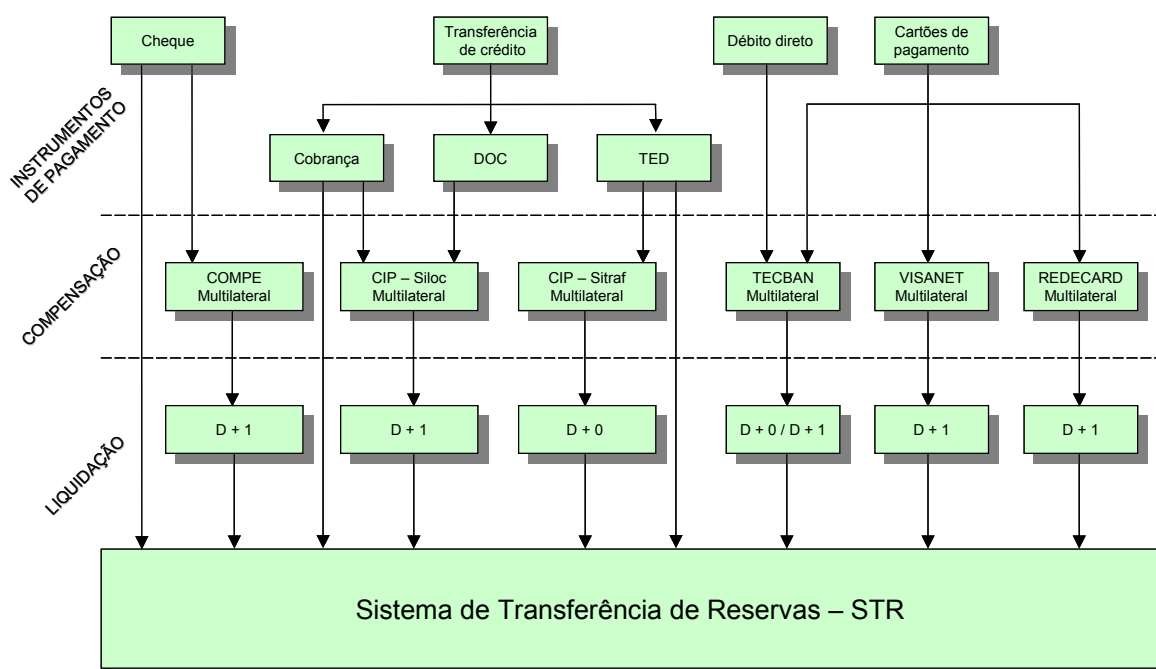 Cheque
Transferência
de crédito
Débito direto
Cartões de
pagamento
INSTRUMENTOS
DE PAGAMENTO
Cobrança
DOC
TED
COMPENSAÇÃO
COMPE
Multilateral
CIP – Siloc
Multilateral
CIP – Sitraf
Multilateral
TECBAN
Multilateral
VISANET
Multilateral
REDECARD
Multilateral
LIQUIDAÇÃO
D + 1
D + 1
D + 0
D + 0 / D + 1
D + 1
D + 1
Sistema de Transferência de Reservas – STR